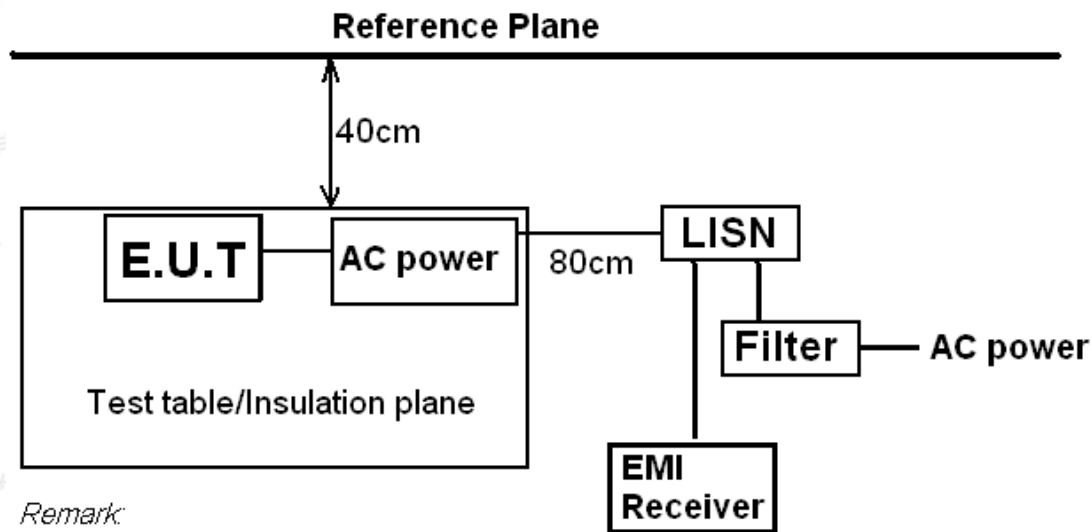 Reference Plane
40cm
E.U.T
AC power
80cm
LISN
Filter
AC power
Test table/Insulation plane
EMI
Receiver
Remark: